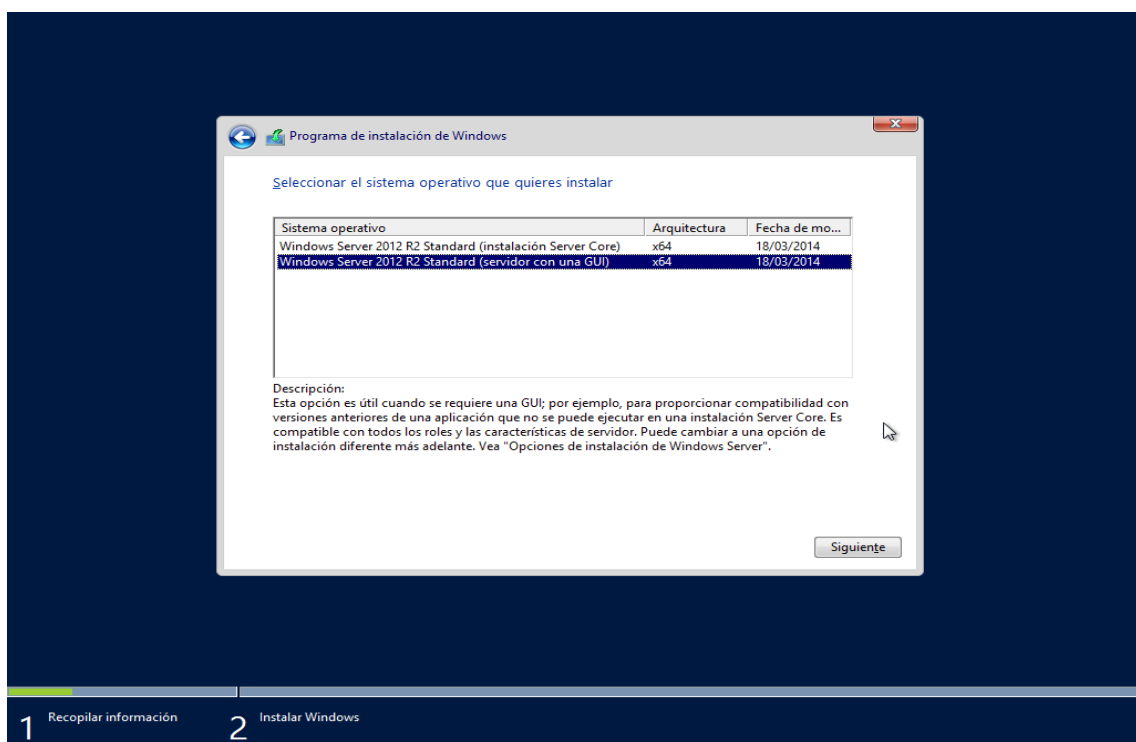 Programa de instalación de Windows
Seleccionar el sistema operativo que quieres instalar
Sistema operativo Arquitectura Fecha de mo...
Windows Server 2012 R2 Standard (instalación Server Core) x64 18/03/2014
Windows Server 2012 R2 Standard (servidor con una GUI) x64 18/03/2014
Descripción:
Esta opción es útil cuando se requiere una GUI; por ejemplo, para proporcionar compatibilidad con
versiones anteriores de una aplicación que no se puede ejecutar en una instalación Server Core. Es
compatible con todos los roles y las características de servidor. Puede cambiar a una opción de
instalación diferente más adelante. Vea "Opciones de instalación de Windows Server".
Siguiente
1 Recopilar información 2 Instalar Windows